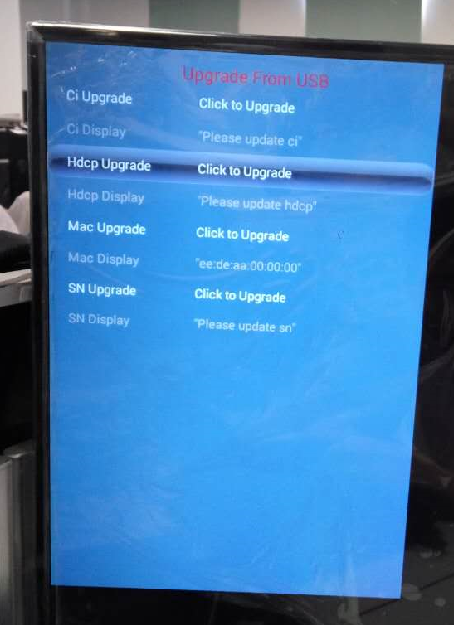 Upgrade From USB
Ci Upgrade Click to Upgrade
Ci Display "Please update ci"
Hdcp Upgrade Click to Upgrade
Hdcp Display "Please update hdcp"
Mac Upgrade Click to Upgrade
Mac Display "ee:de:aa:00:00:00"
SN Upgrade Click to Upgrade
SN Display "Please update sn"